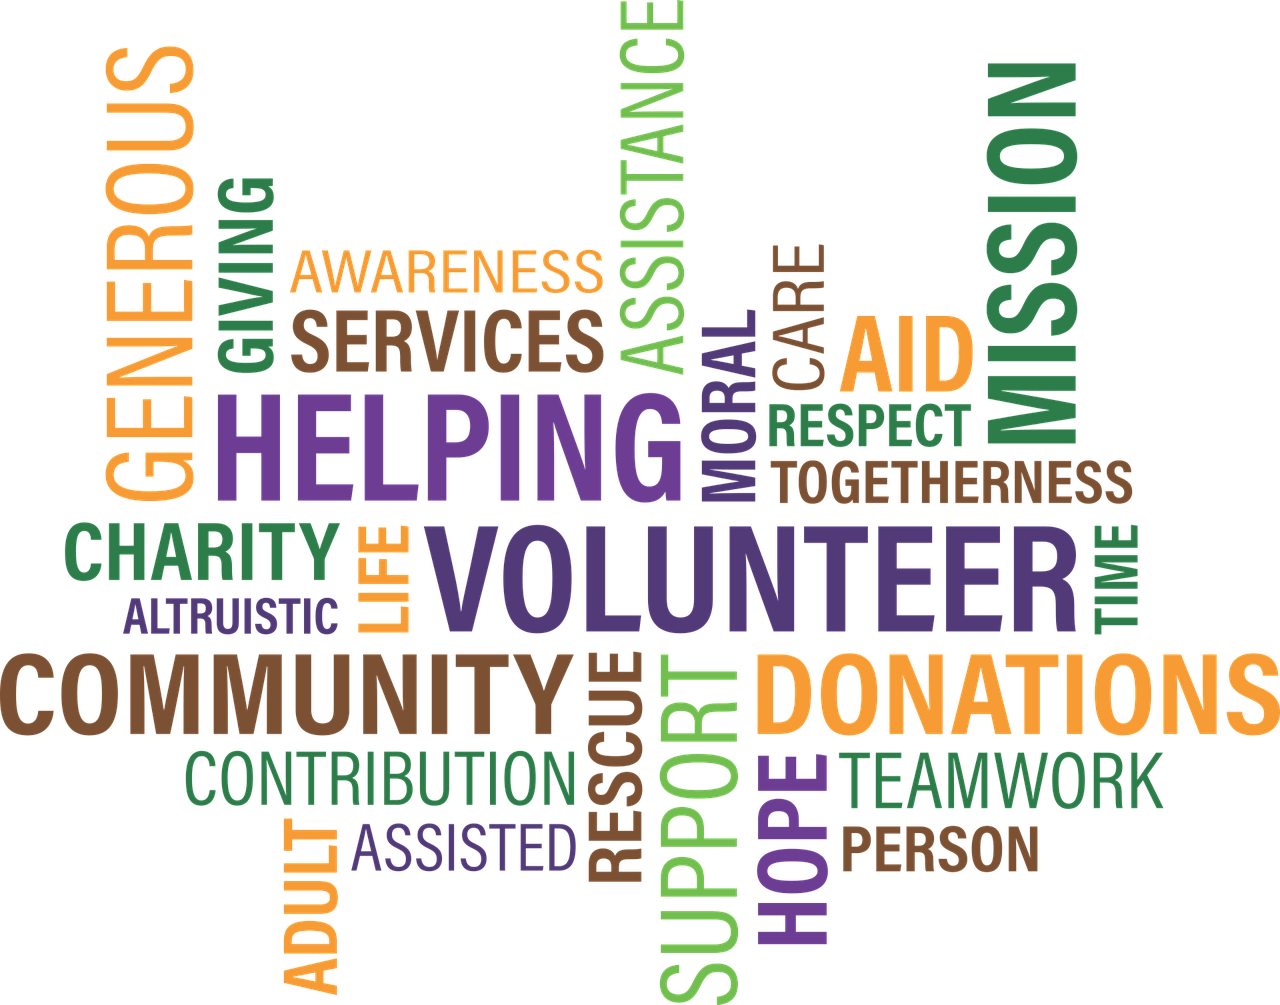 GENEROUS
GIVING
AWARENESS
SERVICES
ASSISTANCE
MORAL
CARE
AID
MISSION
RESPECT
TOGETHERNESS
HELPING
CHARITY
ALTRUISTIC
LIFE
VOLUNTEER
TIME
COMMUNITY
RESCUE
SUPPORT
DONATIONS
CONTRIBUTION
HOPE
TEAMWORK
ADULT
ASSISTED
PERSON